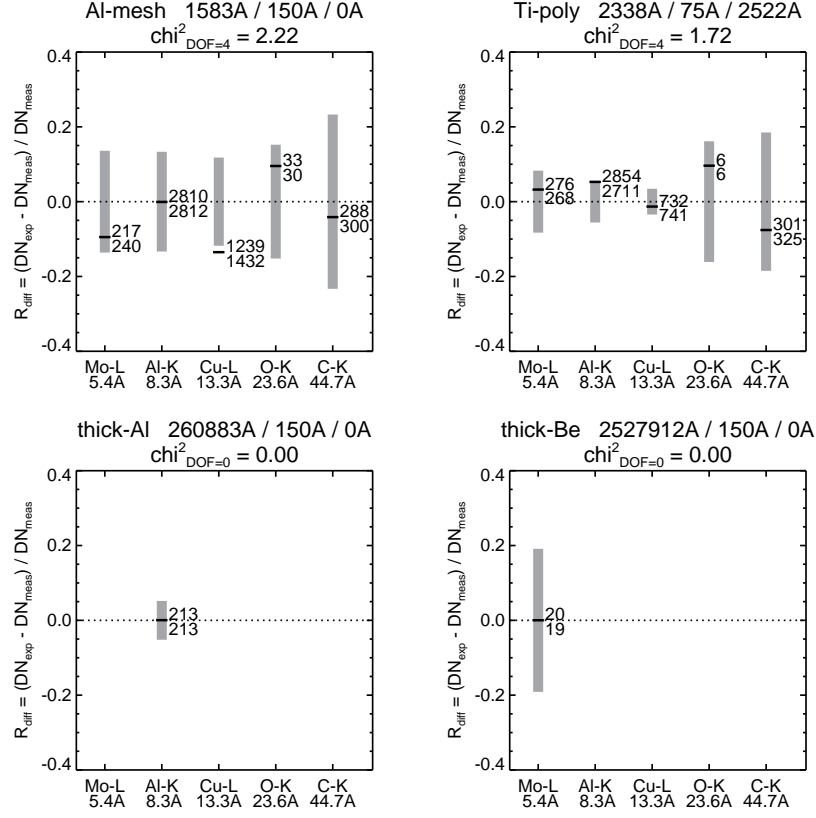 Al-mesh 1583A / 150A / 0A
chi²DOF=4 = 2.22
Rdiff = (DNexp - DNmeas) / DNmeas
0.4
0.2
0.0
-0.2
-0.4
217
240
2810
2812
1239
1432
33
30
288
300
Mo-L Al-K Cu-L O-K C-K
5.4A 8.3A 13.3A 23.6A 44.7A
Ti-poly 2338A / 75A / 2522A
chi²DOF=4 = 1.72
Rdiff = (DNexp - DNmeas) / DNmeas
0.4
0.2
0.0
-0.2
-0.4
276
268
2854
2711
732
741
6
6
301
325
Mo-L Al-K Cu-L O-K C-K
5.4A 8.3A 13.3A 23.6A 44.7A
thick-Al 260883A / 150A / 0A
chi²DOF=0 = 0.00
Rdiff = (DNexp - DNmeas) / DNmeas
0.4
0.2
0.0
-0.2
-0.4
213
213
Mo-L Al-K Cu-L O-K C-K
5.4A 8.3A 13.3A 23.6A 44.7A
thick-Be 2527912A / 150A / 0A
chi²DOF=0 = 0.00
Rdiff = (DNexp - DNmeas) / DNmeas
0.4
0.2
0.0
-0.2
-0.4
20
19
Mo-L Al-K Cu-L O-K C-K
5.4A 8.3A 13.3A 23.6A 44.7A